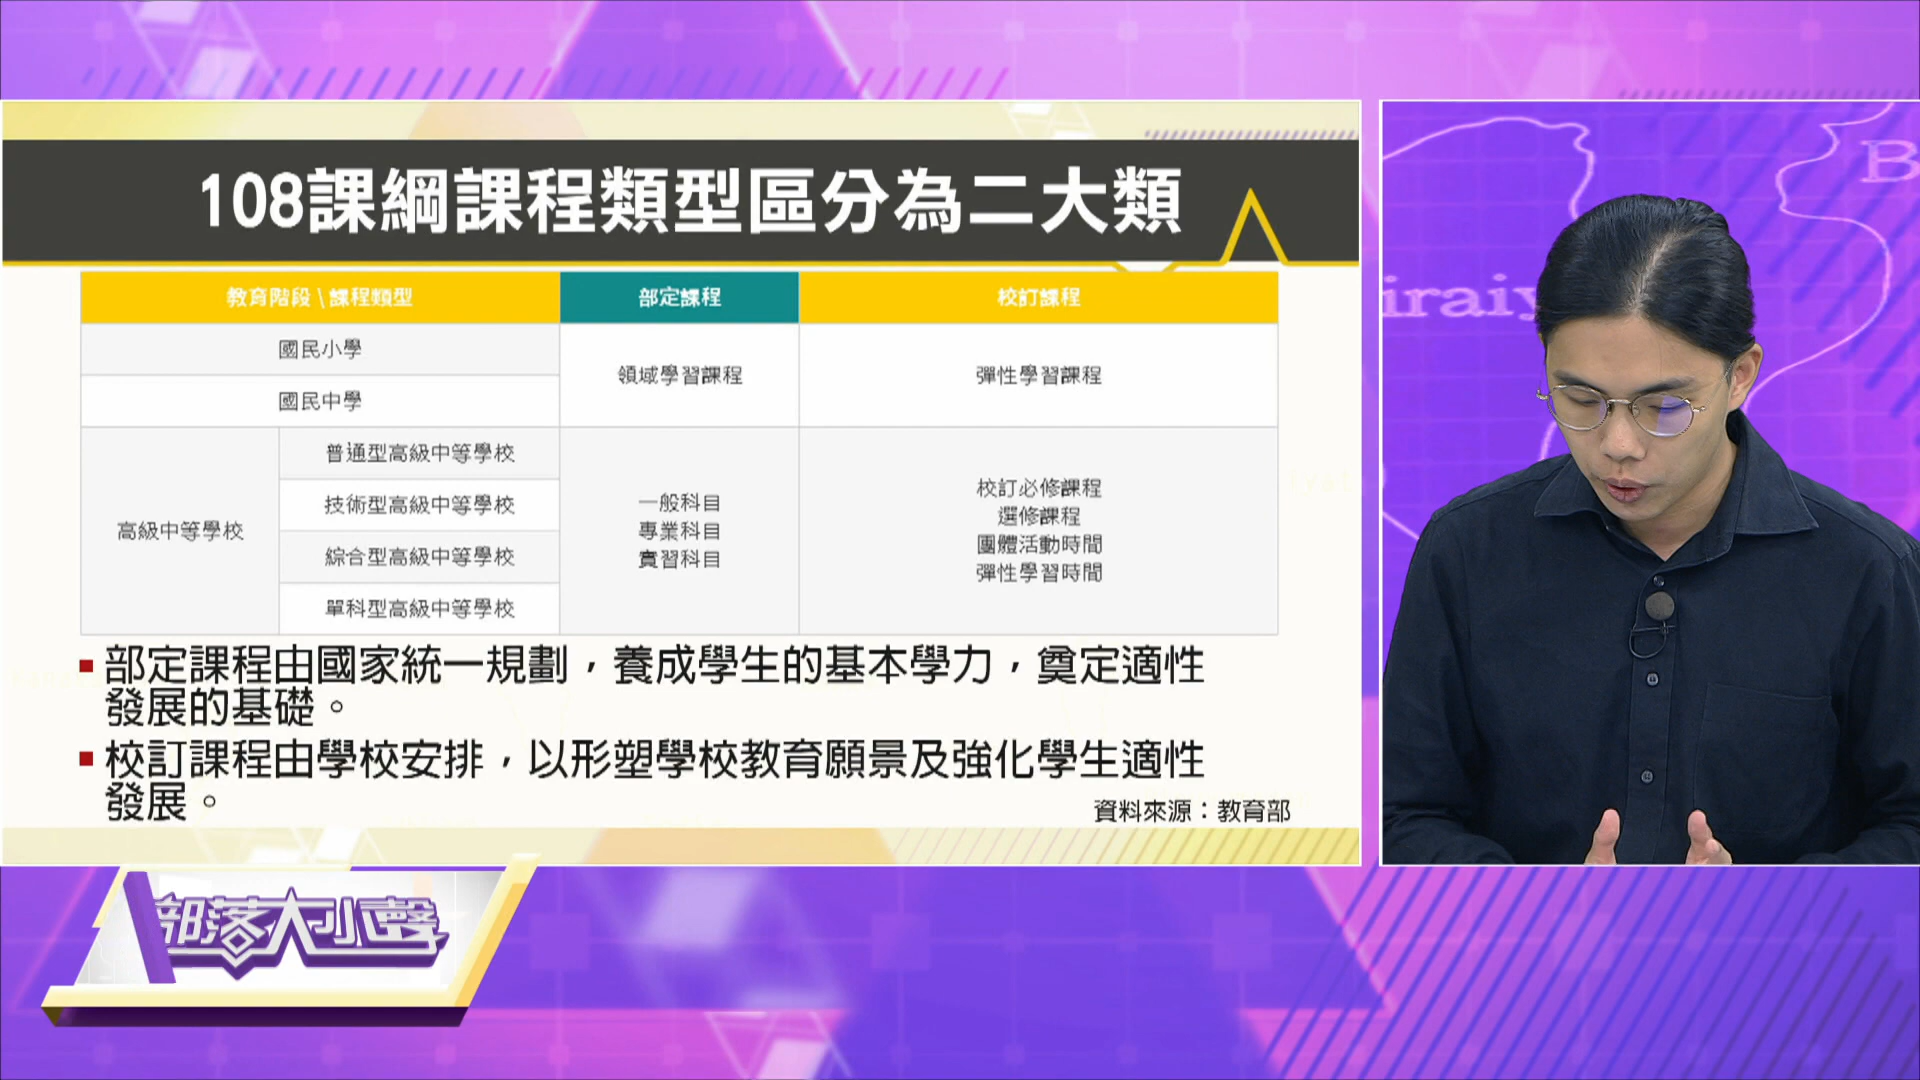 108課綱課程類型區分為二大類
教育階段\課程類型
部定課程
校訂課程
國民小學
國民中學
領域學習課程
彈性學習課程
高級中等學校
普通型高級中等學校
技術型高級中等學校
綜合型高級中等學校
單科型高級中等學校
一般科目
專業科目
實習科目
校訂必修課程
選修課程
團體活動時間
彈性學習時間
部定課程由國家統一規劃，養成學生的基本學力，奠定適性
發展的基礎。
校訂課程由學校安排，以形塑學校教育願景及強化學生適性
發展。
資料來源：教育部
部落大小聲